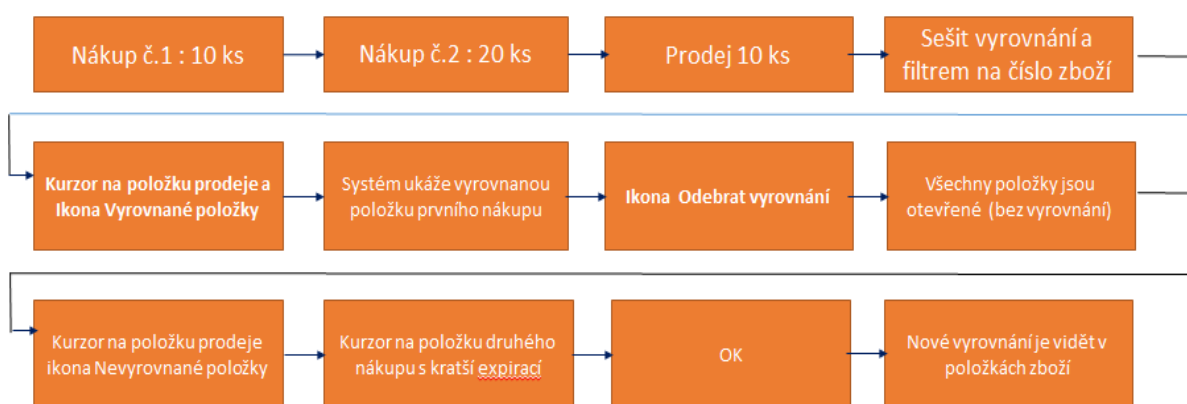 Nákup č.1 : 10 ks
Nákup č.2 : 20 ks
Prodej 10 ks
Sešit vyrovnání a
filtrem na číslo zboží
Kurzor na položku prodeje a
Ikona Vyrovnané položky
Systém ukáže vyrovnanou
položku prvního nákupu
Ikona Odebrat vyrovnání
Všechny položky jsou
otevřené (bez vyrovnání)
Kurzor na položku prodeje
ikona Nevyrovnané položky
Kurzor na položku druhého
nákupu s kratší expirací
OK
Nové vyrovnání je vidět v
položkách zboží